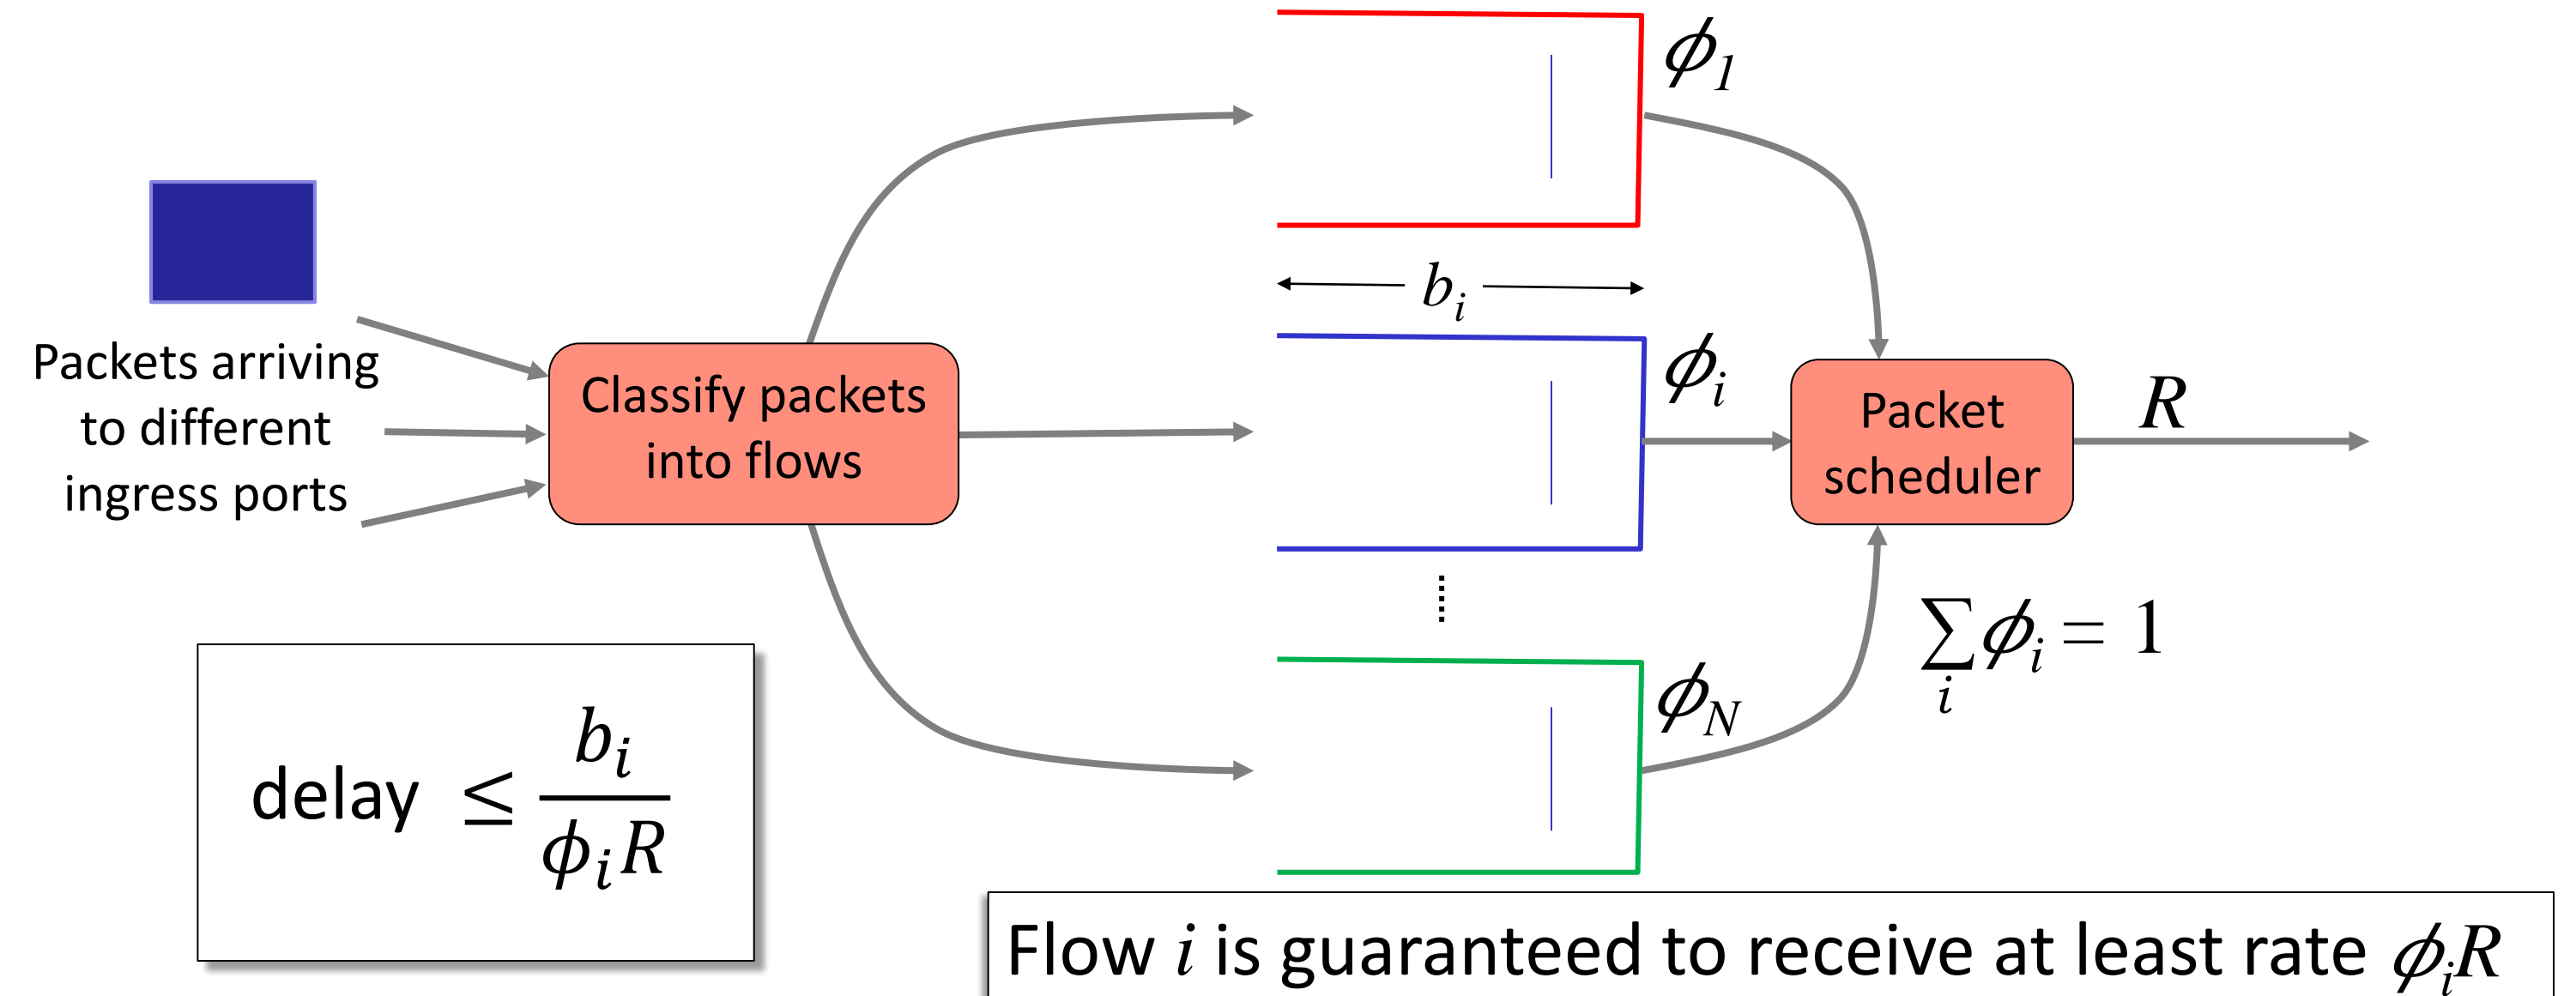 Packets arriving
to different
ingress ports
Classify packets
into flows
ϕ₁
bᵢ
ϕᵢ
ϕ_N
Packet
scheduler
R
∑ᵢ ϕᵢ = 1
delay ≤ bᵢ / ϕᵢR
Flow i is guaranteed to receive at least rate ϕᵢR